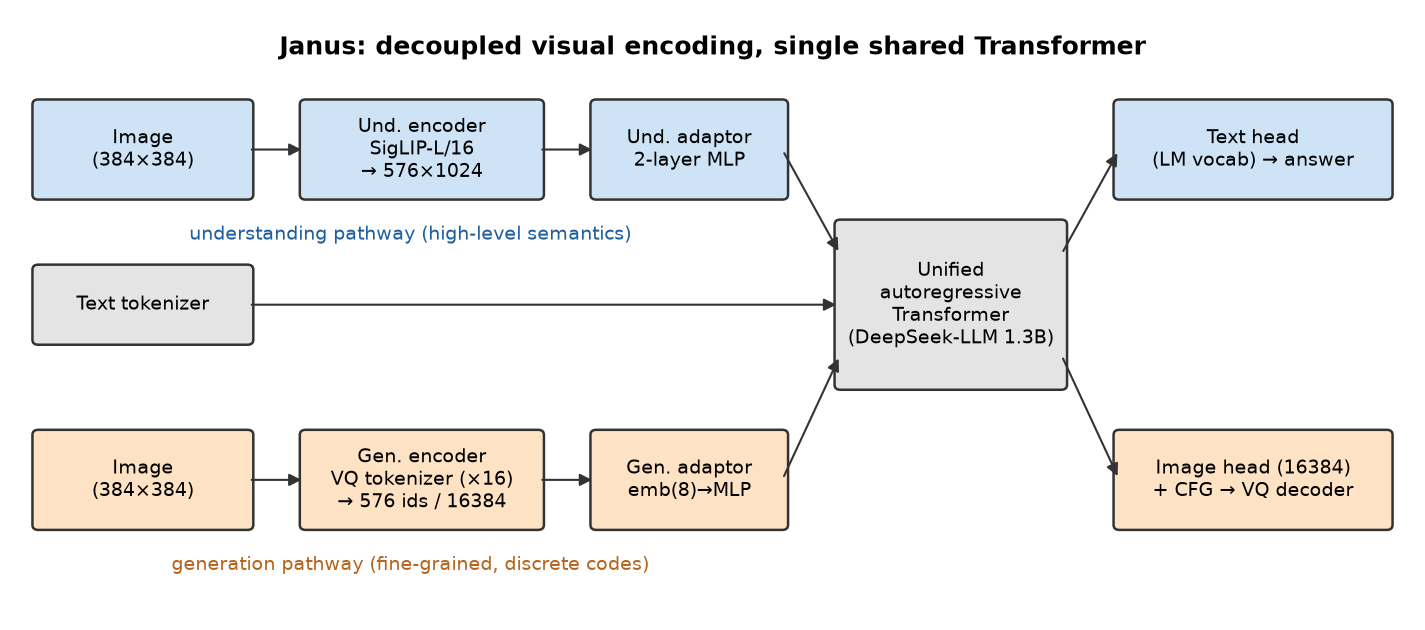 Janus: decoupled visual encoding, single shared Transformer
Image
(384×384)
Und. encoder
SigLIP-L/16
→ 576×1024
Und. adaptor
2-layer MLP
Text head
(LM vocab) → answer
understanding pathway (high-level semantics)
Text tokenizer
Unified
autoregressive
Transformer
(DeepSeek-LLM 1.3B)
Image
(384×384)
Gen. encoder
VQ tokenizer (×16)
→ 576 ids / 16384
Gen. adaptor
emb(8)→MLP
Image head (16384)
+ CFG → VQ decoder
generation pathway (fine-grained, discrete codes)